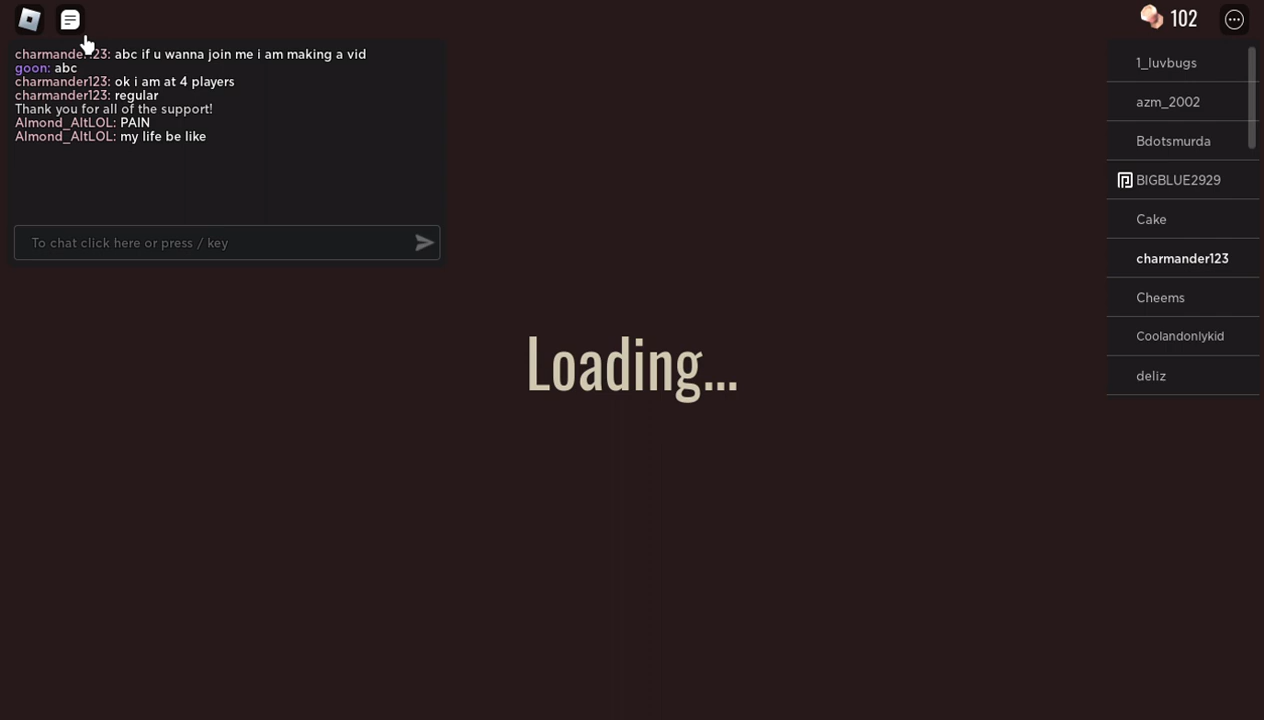 102
charmander123: abc if u wanna join me i am making a vid
goon: abc
charmander123: ok i am at 4 players
charmander123: regular
Thank you for all of the support!
Almond_AltLOL: PAIN
Almond_AltLOL: my life be like
To chat click here or press / key
1_luvbugs
azm_2002
Bdotsmurda
BIGBLUE2929
Cake
charmander123
Cheems
Coolandonlykid
deliz
Loading...